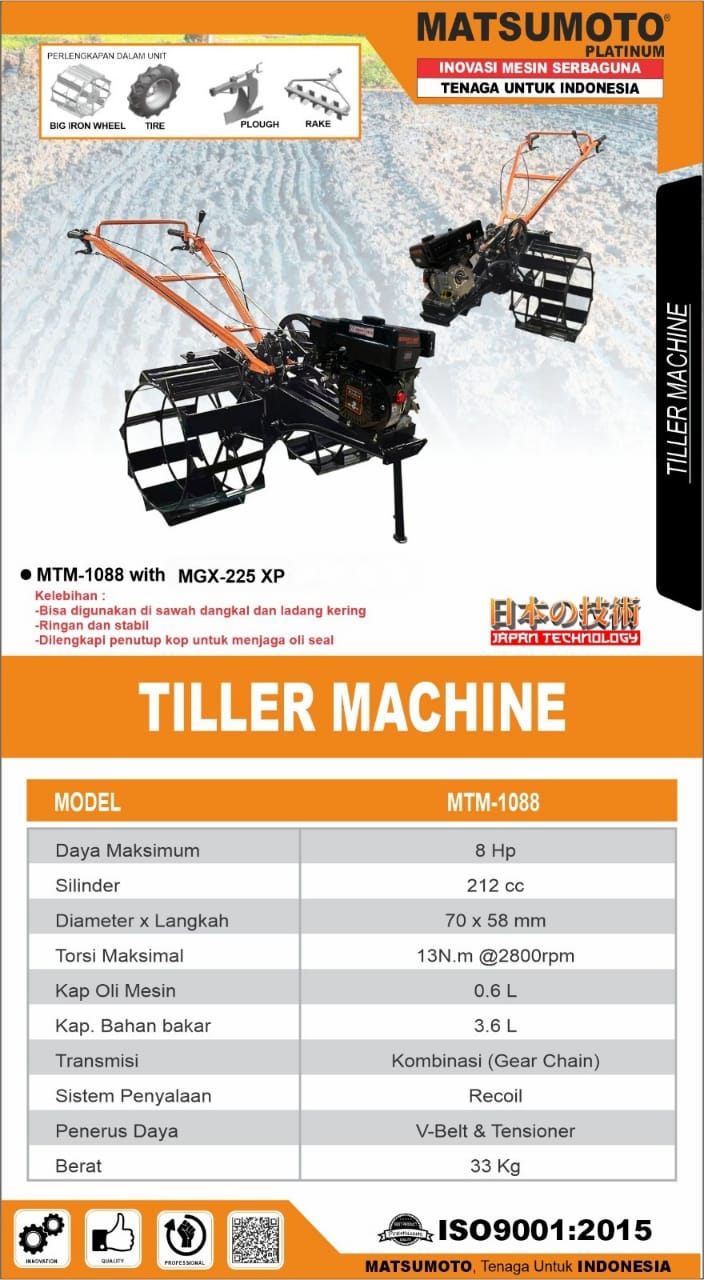 MATSUMOTO®
PLATINUM
INOVASI MESIN SERBAGUNA
TENAGA UNTUK INDONESIA
PERLENGKAPAN DALAM UNIT
BIG IRON WHEEL
TIRE
PLOUGH
RAKE
TILLER MACHINE
● MTM-1088 with MGX-225 XP
Kelebihan :
-Bisa digunakan di sawah dangkal dan ladang kering
-Ringan dan stabil
-Dilengkapi penutup kop untuk menjaga oli seal
日本の技術
JAPAN TECHNOLOGY
TILLER MACHINE
MODEL MTM-1088
Daya Maksimum 8 Hp
Silinder 212 cc
Diameter x Langkah 70 x 58 mm
Torsi Maksimal 13N.m @2800rpm
Kap Oli Mesin 0.6 L
Kap. Bahan bakar 3.6 L
Transmisi Kombinasi (Gear Chain)
Sistem Penyalaan Recoil
Penerus Daya V-Belt & Tensioner
Berat 33 Kg
INNOVATION
QUALITY
PROFESSIONAL
ISO9001:2015
MATSUMOTO, Tenaga Untuk INDONESIA